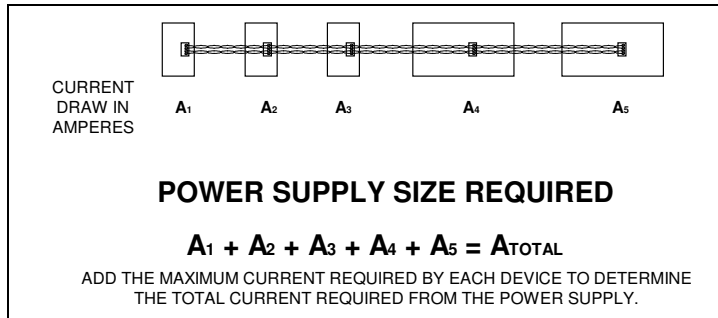 CURRENT
DRAW IN
AMPERES
A1 A2 A3 A4 A5
POWER SUPPLY SIZE REQUIRED
A1 + A2 + A3 + A4 + A5 = ATOTAL
ADD THE MAXIMUM CURRENT REQUIRED BY EACH DEVICE TO DETERMINE
THE TOTAL CURRENT REQUIRED FROM THE POWER SUPPLY.